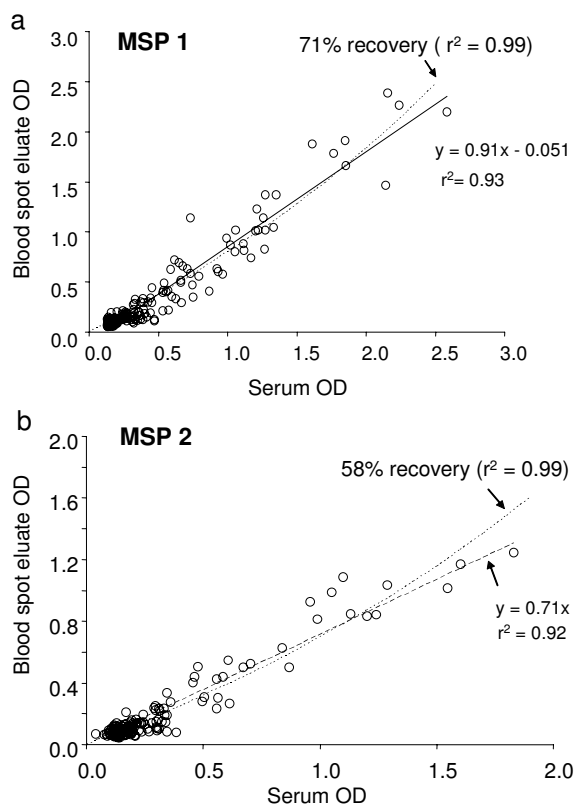 a
MSP 1
71% recovery ( r² = 0.99)
y = 0.91x - 0.051
r²= 0.93
Blood spot eluate OD
3.0
2.5
2.0
1.5
1.0
0.5
0.0
0.0 0.5 1.0 1.5 2.0 2.5 3.0
Serum OD
b
MSP 2
58% recovery (r² = 0.99)
y = 0.71x
r² = 0.92
Blood spot eluate OD
2.0
1.6
1.2
0.8
0.4
0.0
0.0 0.5 1.0 1.5 2.0
Serum OD